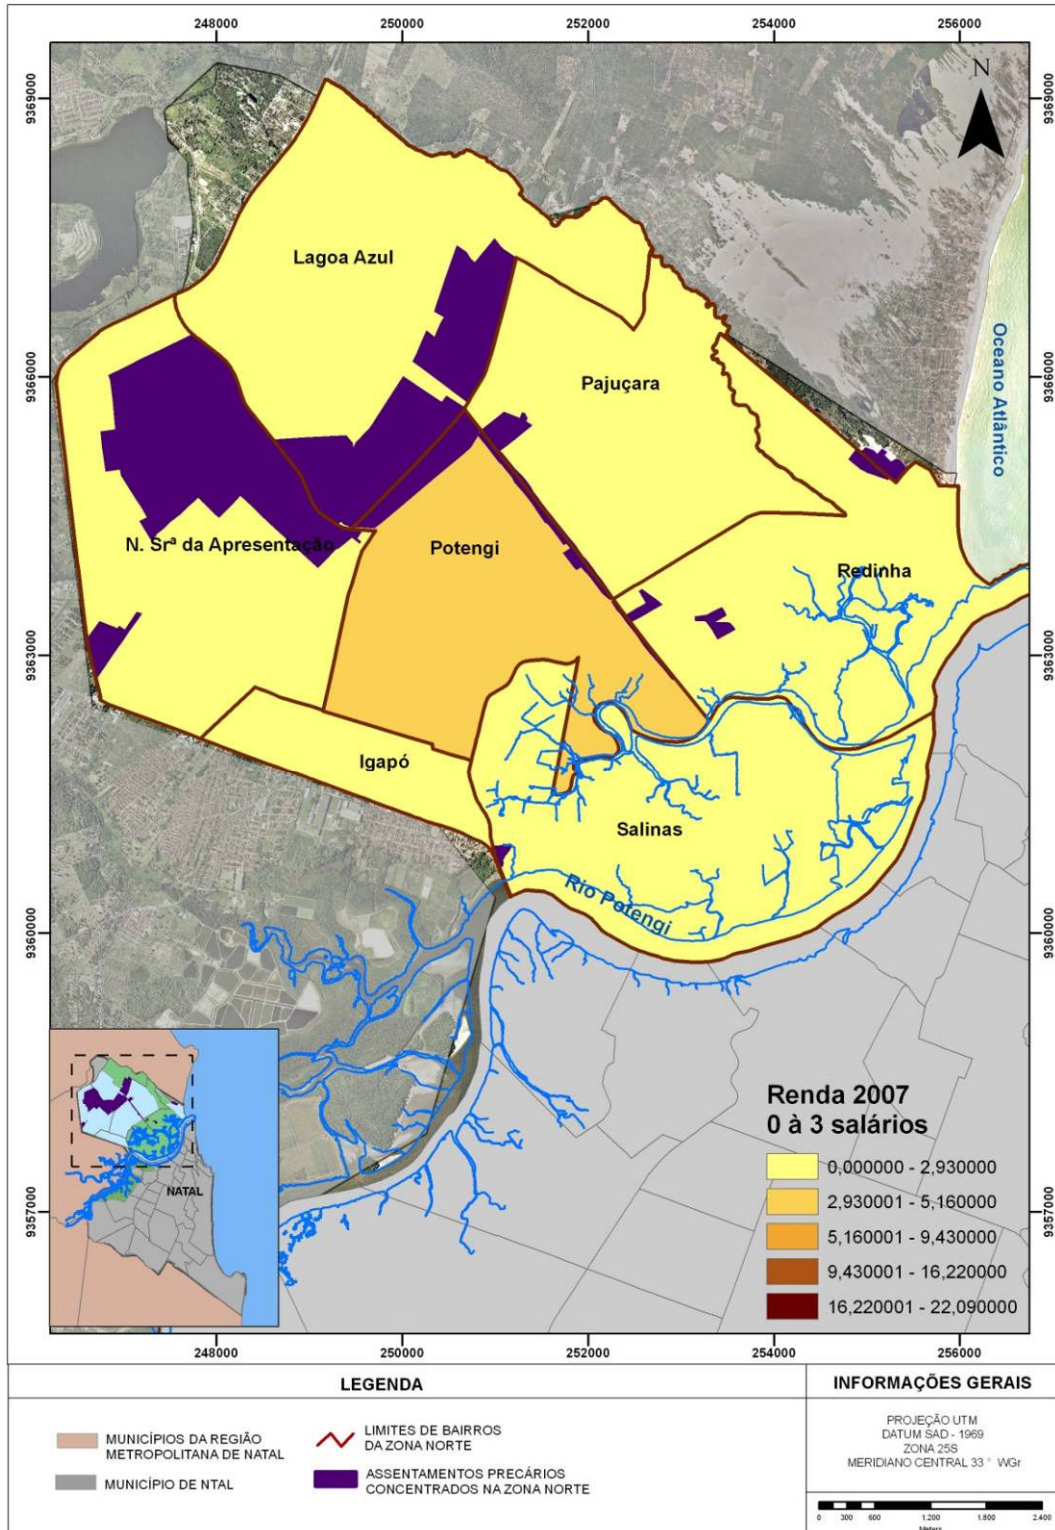 248000
250000
252000
254000
256000
9369000
9369000
N
Lagoa Azul
Oceano Atlântico
9366000
9366000
Pajuçara
N. Srª da Apresentação
Potengi
Redinha
9363000
9363000
Igapó
Salinas
Rio Potengi
9360000
9360000
NATAL
Renda 2007
0 à 3 salários
0,000000 - 2,930000
2,930001 - 5,160000
5,160001 - 9,430000
9,430001 - 16,220000
16,220001 - 22,090000
9357000
9357000
248000
250000
252000
254000
256000
LEGENDA
MUNICÍPIOS DA REGIÃO
METROPOLITANA DE NATAL
MUNICÍPIO DE NTAL
LIMITES DE BAIRROS
DA ZONA NORTE
ASSENTAMENTOS PRECÁRIOS
CONCENTRADOS NA ZONA NORTE
INFORMAÇÕES GERAIS
PROJEÇÃO UTM
DATUM SAD - 1969
ZONA 25S
MERIDIANO CENTRAL 33 ° WGr
0 300 600 1.200 1.800 2.400
Meters